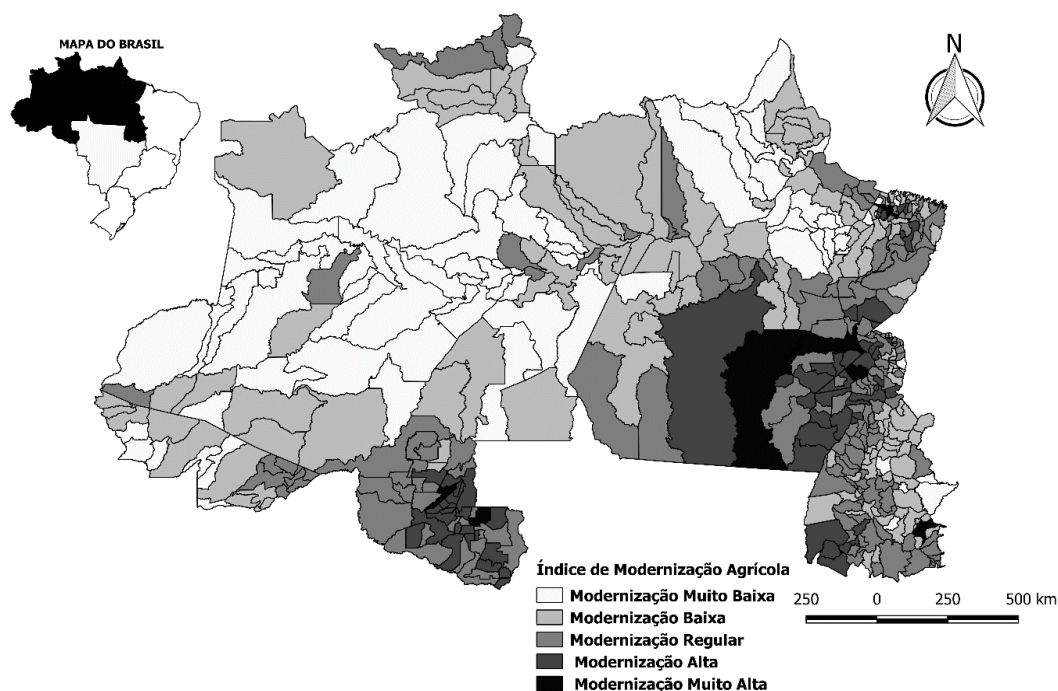 MAPA DO BRASIL
N
Índice de Modernização Agrícola
Modernização Muito Baixa
Modernização Baixa
Modernização Regular
Modernização Alta
Modernização Muito Alta
250 0 250 500 km